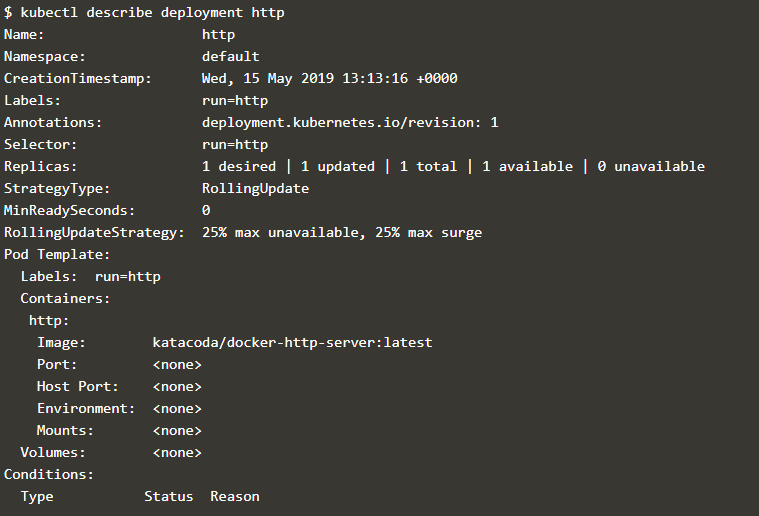 $ kubectl describe deployment http
Name:                   http
Namespace:              default
CreationTimestamp:      Wed, 15 May 2019 13:13:16 +0000
Labels:                 run=http
Annotations:            deployment.kubernetes.io/revision: 1
Selector:               run=http
Replicas:               1 desired | 1 updated | 1 total | 1 available | 0 unavailable
StrategyType:           RollingUpdate
MinReadySeconds:        0
RollingUpdateStrategy:  25% max unavailable, 25% max surge
Pod Template:
  Labels:  run=http
  Containers:
   http:
    Image:        katacoda/docker-http-server:latest
    Port:         <none>
    Host Port:    <none>
    Environment:  <none>
    Mounts:       <none>
  Volumes:        <none>
Conditions:
  Type           Status  Reason